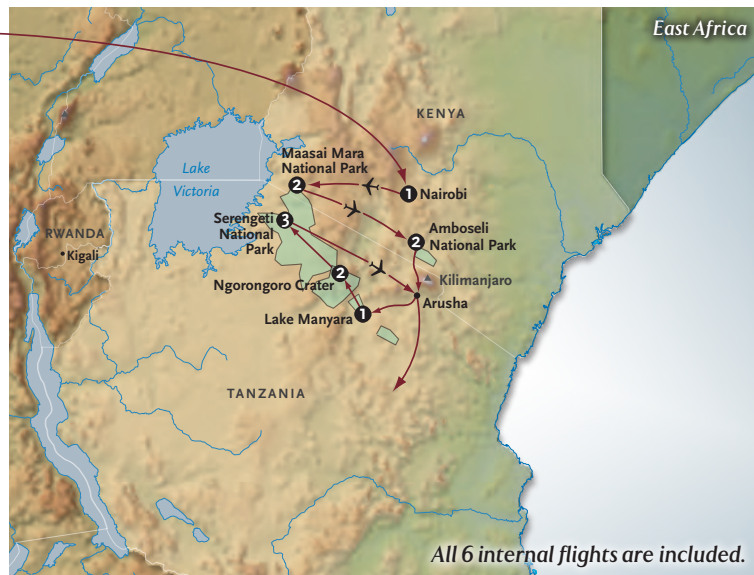 East Africa
KENYA
Maasai Mara
National Park
Lake
Victoria
2
1
Nairobi
Serengeti
National
Park
3
2
Amboseli
National Park
RWANDA
Kigali
Ngorongoro Crater
2
Kilimanjaro
Arusha
Lake Manyara
1
TANZANIA
All 6 internal flights are included.